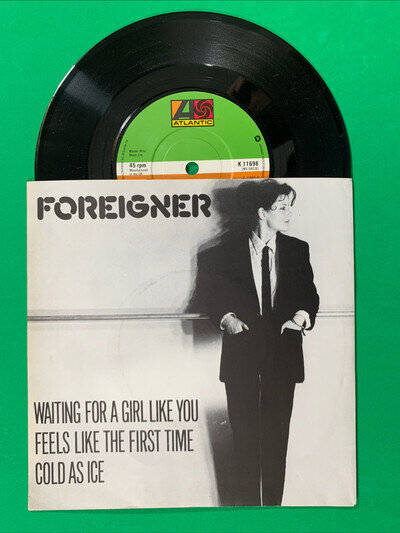 ATLANTIC
45 rpm
K 11696
FOREIGNER
WAITING FOR A GIRL LIKE YOU
FEELS LIKE THE FIRST TIME
COLD AS ICE